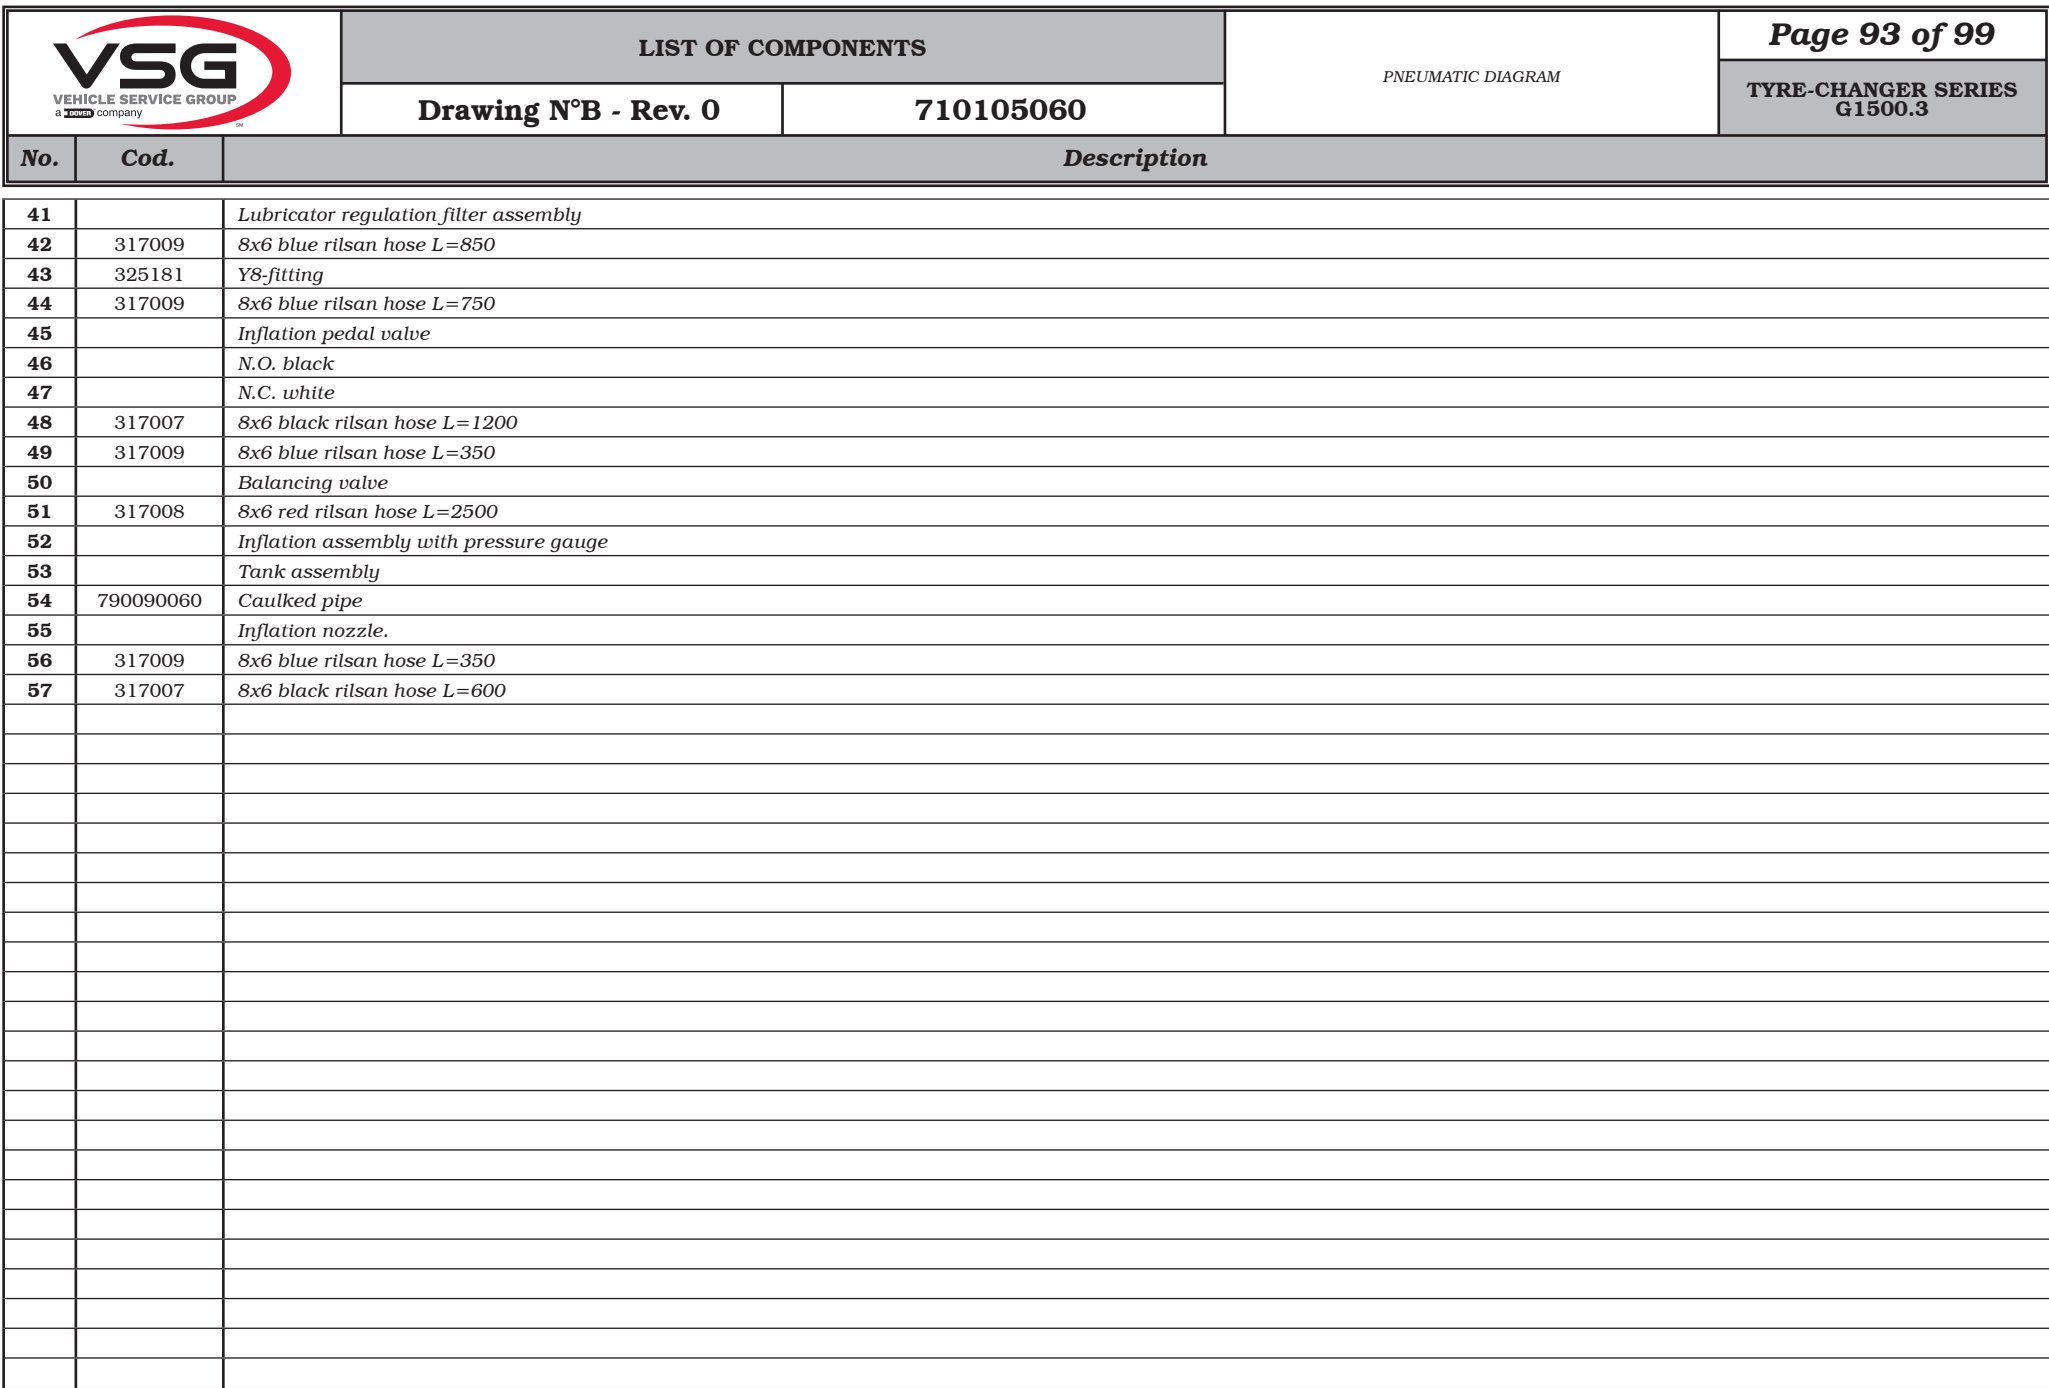 VSG
VEHICLE SERVICE GROUP
a DOVER company
SM
LIST OF COMPONENTS
Drawing N°B - Rev. 0
710105060
PNEUMATIC DIAGRAM
Page 93 of 99
TYRE-CHANGER SERIES
G1500.3
No. Cod. Description
41 Lubricator regulation filter assembly
42 317009 8x6 blue rilsan hose L=850
43 325181 Y8-fitting
44 317009 8x6 blue rilsan hose L=750
45 Inflation pedal valve
46 N.O. black
47 N.C. white
48 317007 8x6 black rilsan hose L=1200
49 317009 8x6 blue rilsan hose L=350
50 Balancing valve
51 317008 8x6 red rilsan hose L=2500
52 Inflation assembly with pressure gauge
53 Tank assembly
54 790090060 Caulked pipe
55 Inflation nozzle.
56 317009 8x6 blue rilsan hose L=350
57 317007 8x6 black rilsan hose L=600